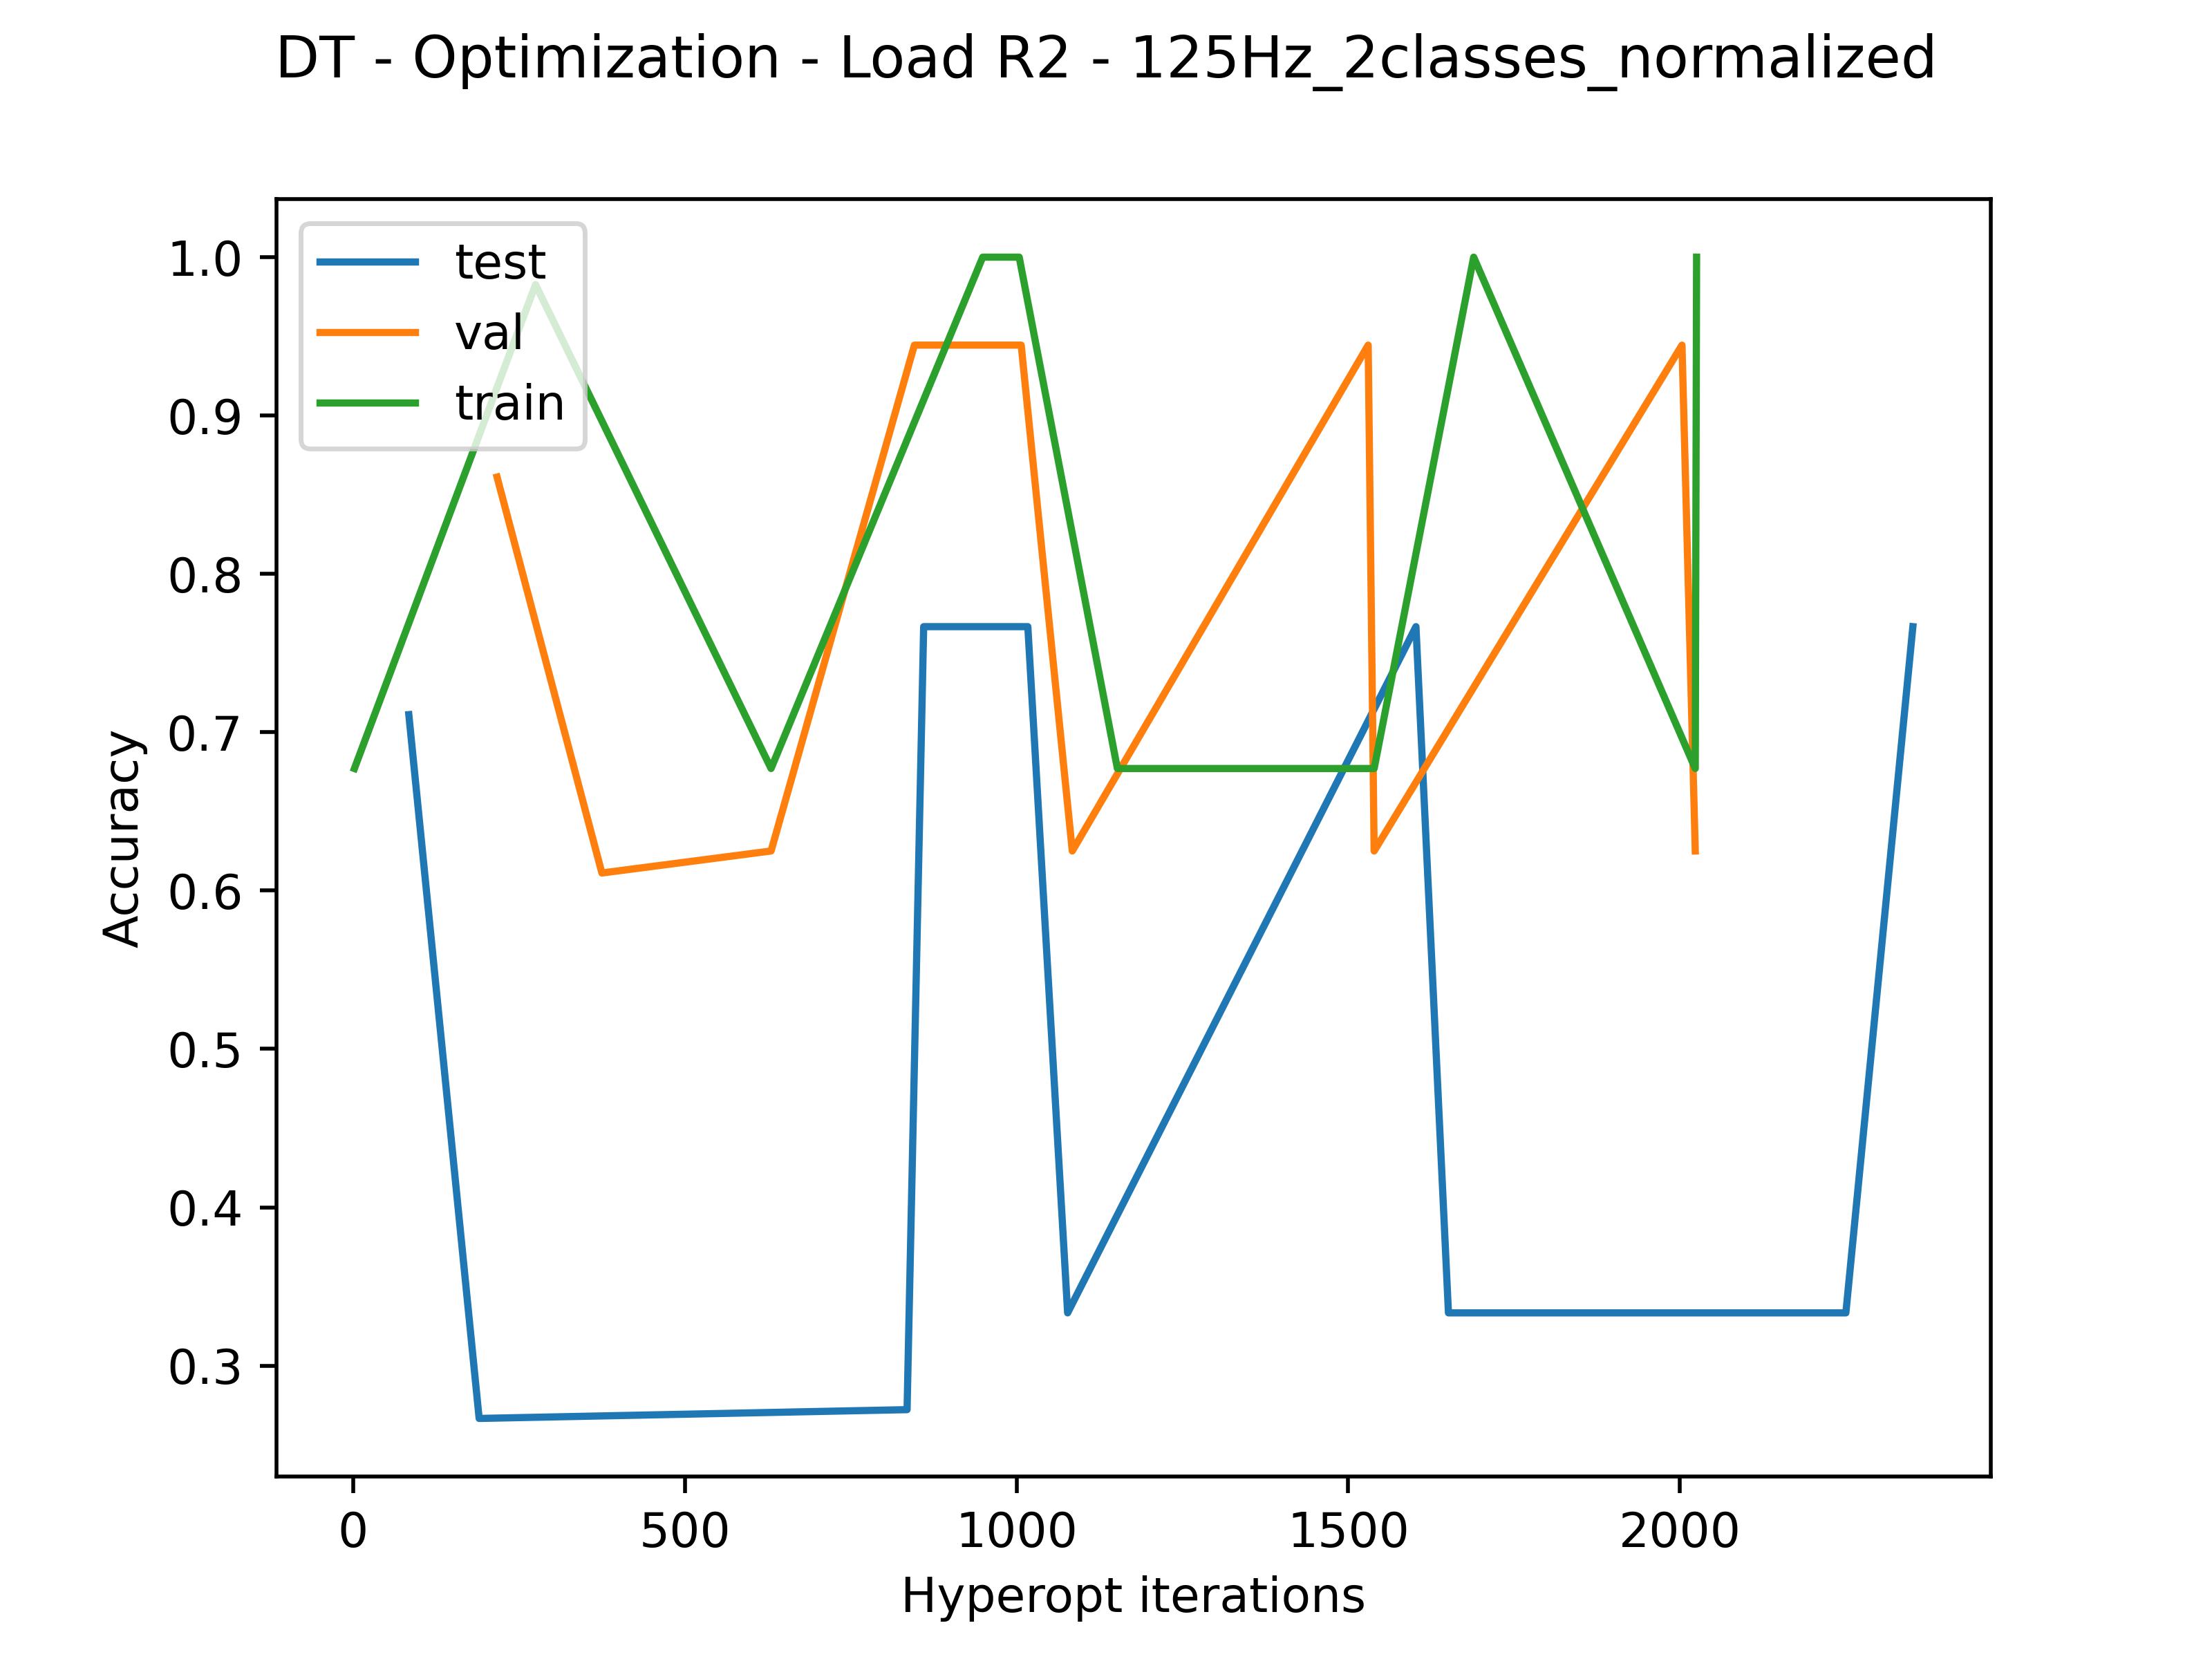 DT - Optimization - Load R2 - 125Hz_2classes_normalized
test
val
train
1.0
0.9
0.8
0.7
0.6
0.5
0.4
0.3
Accuracy
0 500 1000 1500 2000
Hyperopt iterations